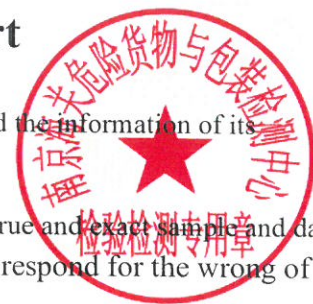 rt
d the information of its
rue and exact sample and da
respond for the wrong of
南京海关危险货物与包装检测中心
检验检测专用章